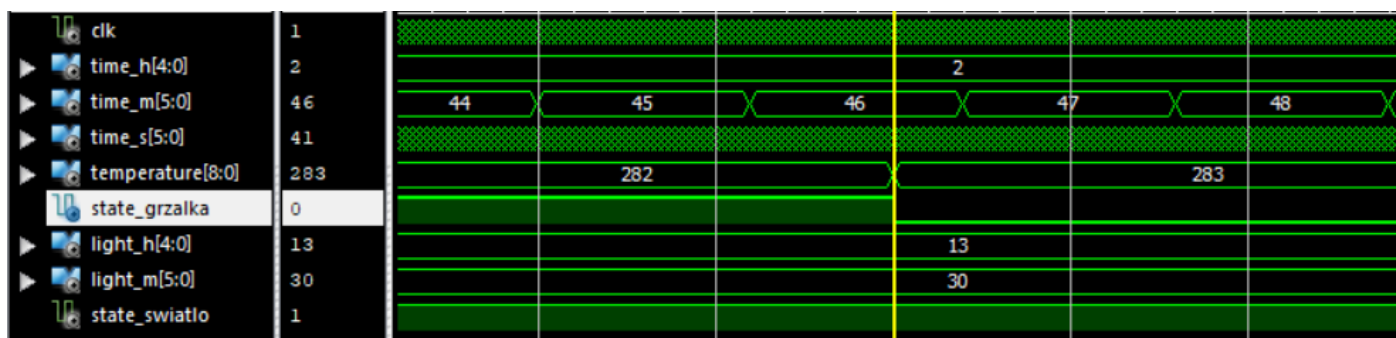 clk 1
time_h[4:0] 2 2
time_m[5:0] 46 44 45 46 47 48
time_s[5:0] 41
temperature[8:0] 283 282 283
state_grzalka 0
light_h[4:0] 13 13
light_m[5:0] 30 30
state_swiatlo 1